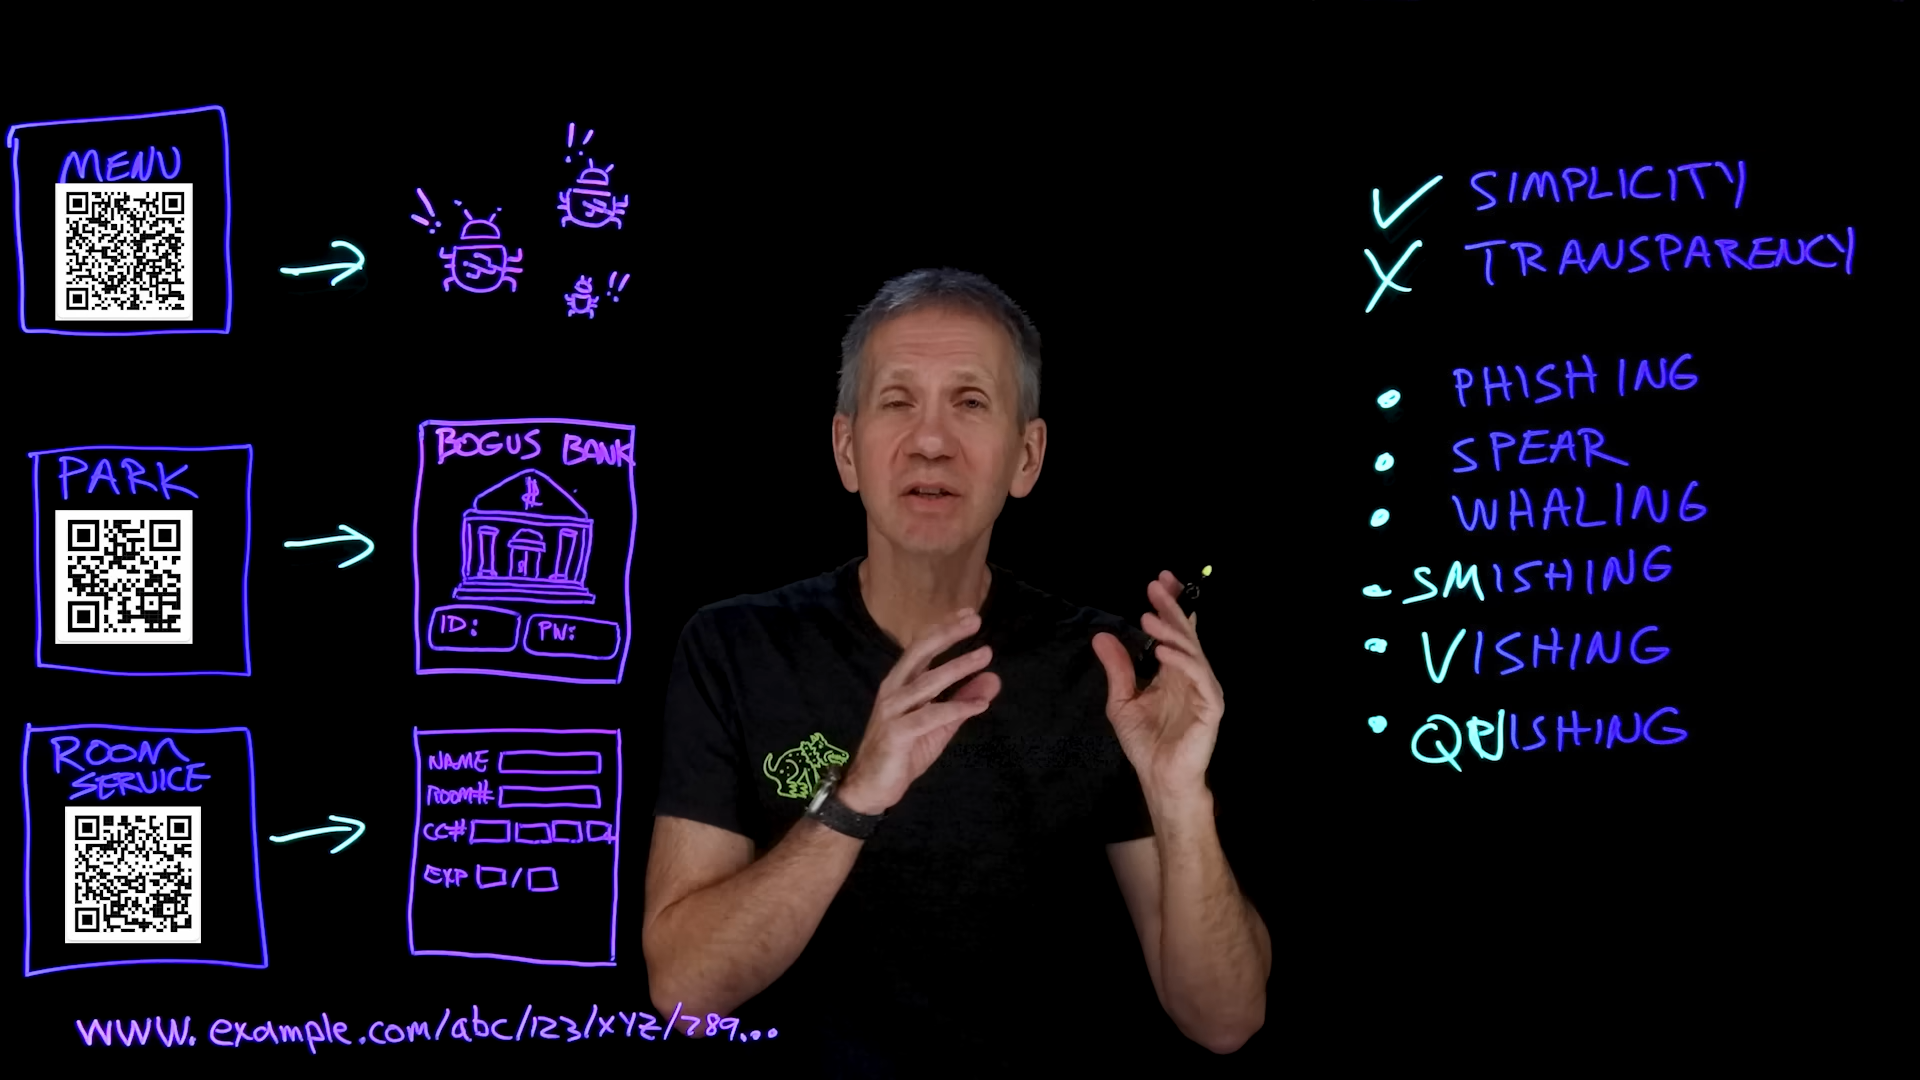 MENU
PARK
BOGUS BANK
ID:
PW:
ROOM
SERVICE
NAME
ROOM#
CC#
EXP /
www.example.com/abc/123/XYZ/789...
SIMPLICITY
TRANSPARENCY
PHISHING
SPEAR
WHALING
SMISHING
VISHING
QUISHING